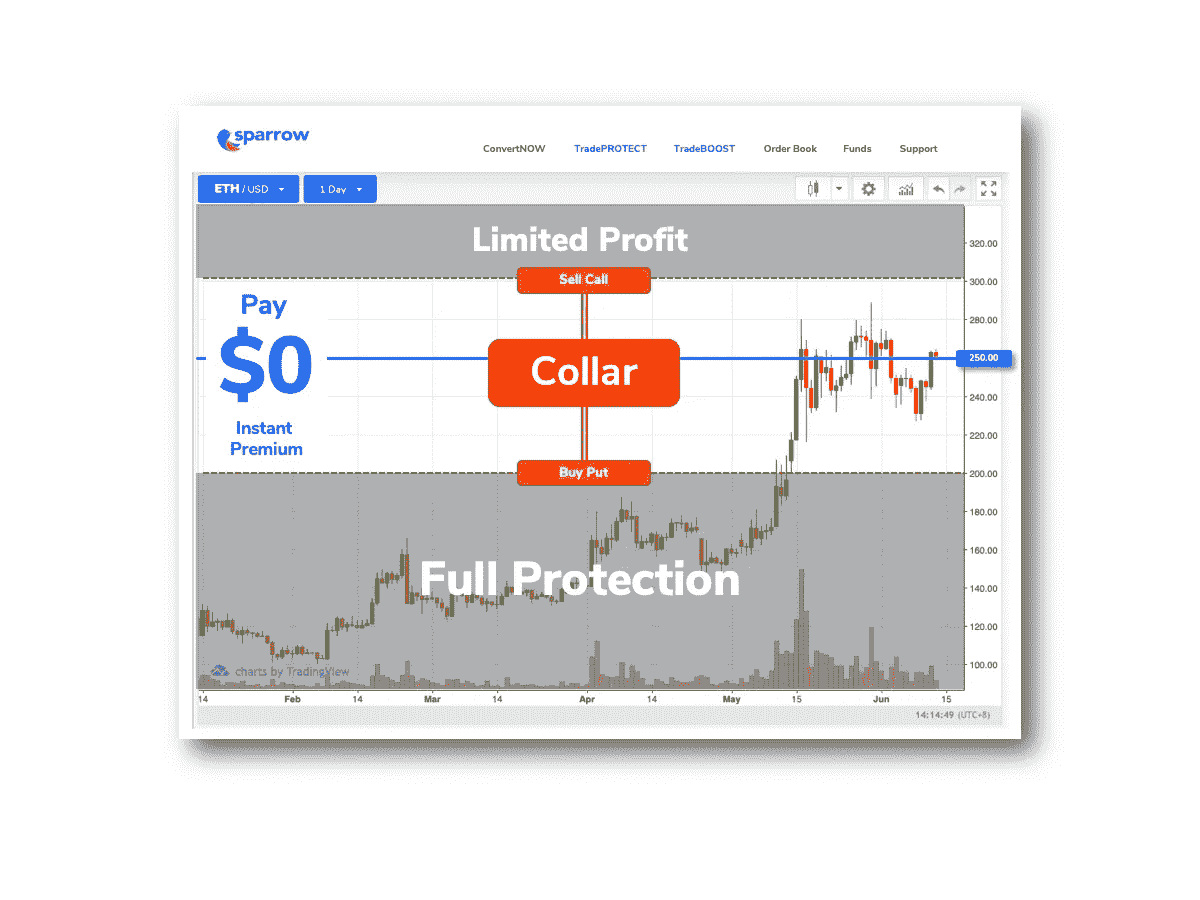 sparrow
ConvertNOW TradePROTECT TradeBOOST Order Book Funds Support
ETH / USD 1 Day
Limited Profit
320.00
Sell Call
300.00
Pay
280.00
$0
Collar
250.00
240.00
Instant
Premium
220.00
Buy Put
200.00
180.00
160.00
Full Protection
140.00
120.00
charts by TradingView
100.00
14 Feb 14 Mar 14 Apr 14 May 15 Jun 15
14:14:49 (UTC+8)